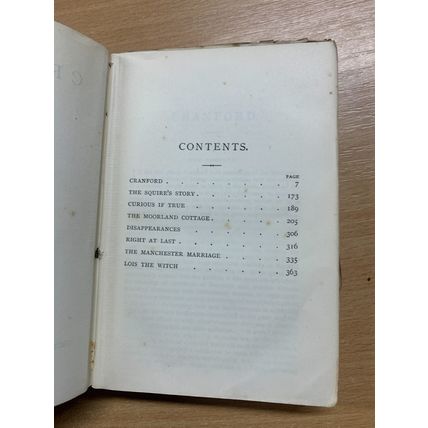 CONTENTS.
PAGE
CRANFORD . . . . . . . 7
THE SQUIRE'S STORY . . . . . . 173
CURIOUS IF TRUE . . . . . . 189
THE MOORLAND COTTAGE . . . . . 205
DISAPPEARANCES . . . . . . 306
RIGHT AT LAST . . . . . . 316
THE MANCHESTER MARRIAGE . . . . . 335
LOIS THE WITCH . . . . . . 363